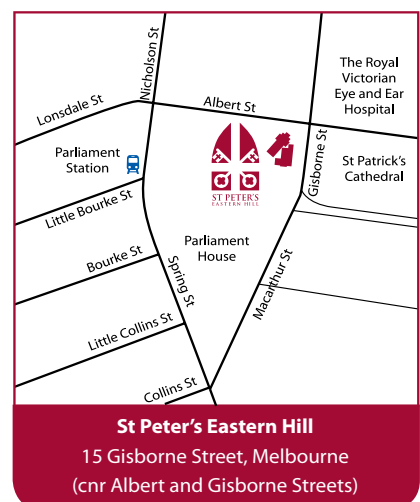 Nicholson St
Lonsdale St
Albert St
The Royal
Victorian
Eye and Ear
Hospital
Parliament
Station
Gisborne St
St Patrick's
Cathedral
ST PETER'S
EASTERN HILL
Little Bourke St
Parliament
House
Bourke St
Spring St
Macarthur St
Little Collins St
Collins St
St Peter's Eastern Hill
15 Gisborne Street, Melbourne
(cnr Albert and Gisborne Streets)